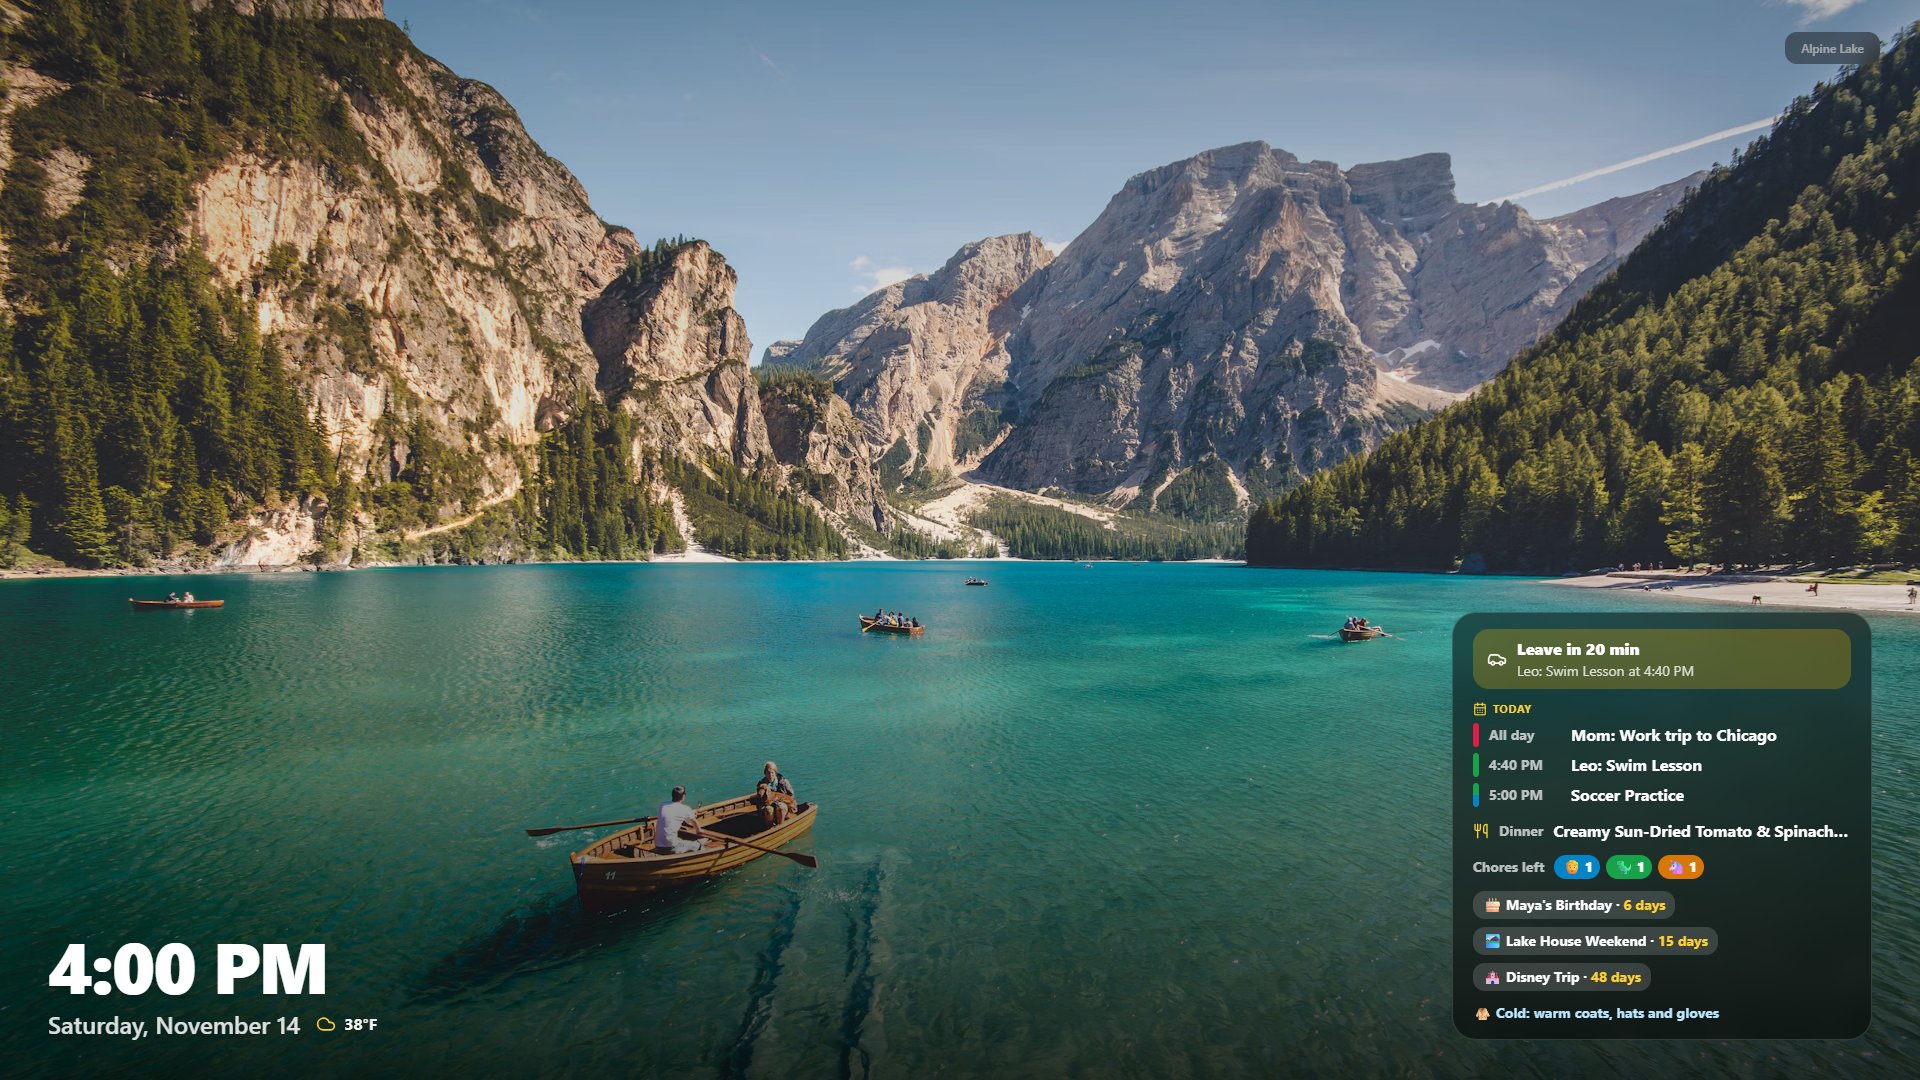 Alpine Lake
Leave in 20 min
Leo: Swim Lesson at 4:40 PM
TODAY
All day Mom: Work trip to Chicago
4:40 PM Leo: Swim Lesson
5:00 PM Soccer Practice
Dinner Creamy Sun-Dried Tomato & Spinach...
Chores left 1 1 1
Maya's Birthday · 6 days
Lake House Weekend · 15 days
Disney Trip · 48 days
Cold: warm coats, hats and gloves
4:00 PM
Saturday, November 14 38°F
11